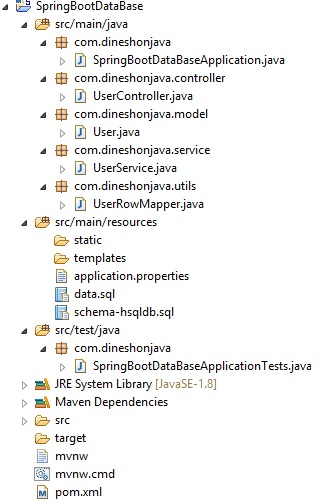 SpringBootDataBase
src/main/java
com.dineshonjava
SpringBootDataBaseApplication.java
com.dineshonjava.controller
UserController.java
com.dineshonjava.model
User.java
com.dineshonjava.service
UserService.java
com.dineshonjava.utils
UserRowMapper.java
src/main/resources
static
templates
application.properties
data.sql
schema-hsqldb.sql
src/test/java
com.dineshonjava
SpringBootDataBaseApplicationTests.java
JRE System Library [JavaSE-1.8]
Maven Dependencies
src
target
mvnw
mvnw.cmd
pom.xml